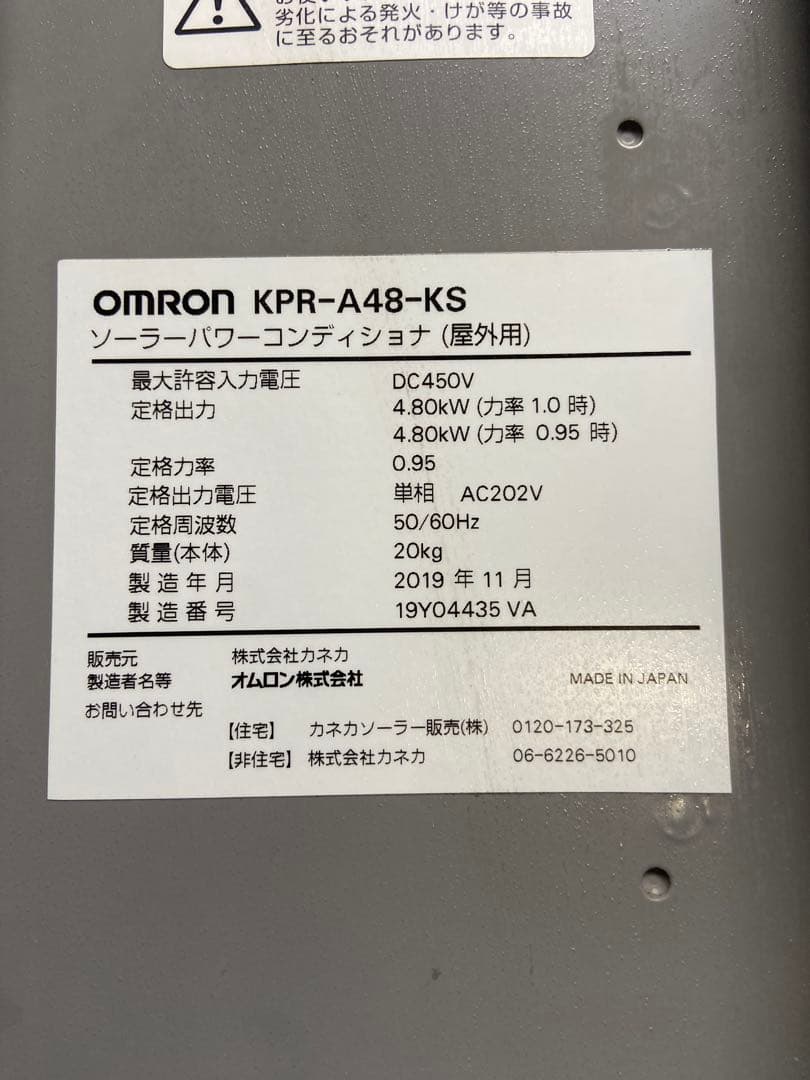 劣化による発火・けが等の事故
に至るおそれがあります。
OMRON KPR-A48-KS
ソーラーパワーコンディショナ (屋外用)
最大許容入力電圧 DC450V
定格出力 4.80kW (力率 1.0 時)
4.80kW (力率 0.95 時)
定格力率 0.95
定格出力電圧 単相 AC202V
定格周波数 50/60Hz
質量(本体) 20kg
製造年月 2019 年 11 月
製造番号 19Y04435 VA
販売元 株式会社カネカ
製造者名等 オムロン株式会社 MADE IN JAPAN
お問い合わせ先
【住宅】 カネカソーラー販売(株) 0120-173-325
【非住宅】 株式会社カネカ 06-6226-5010